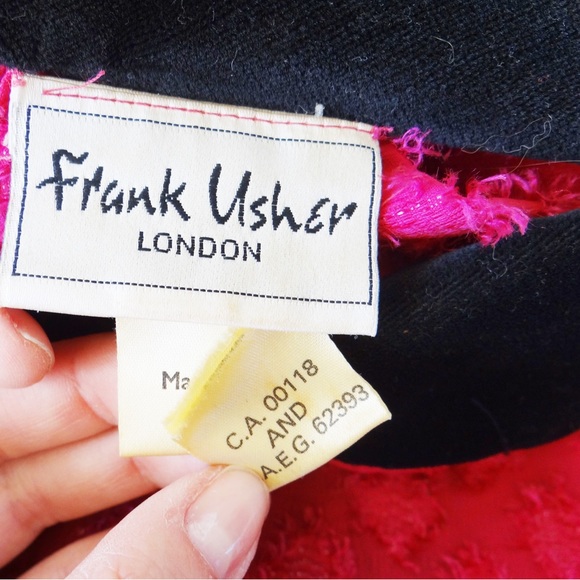 Frank Usher
LONDON
Ma
C.A. 00118
AND
A.E.G. 62393